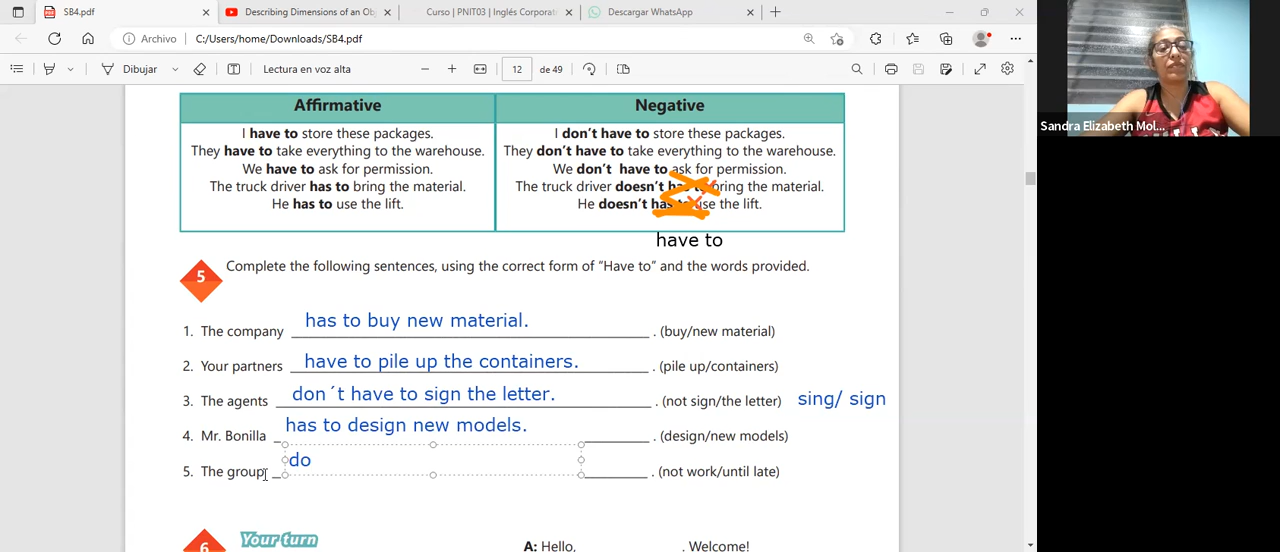 SB4.pdf
Describing Dimensions of an Obj
Curso | PNIT03 | Inglés Corporati
Descargar WhatsApp
Archivo
C:/Users/home/Downloads/SB4.pdf
Dibujar
Lectura en voz alta
12
de 49
Affirmative
Negative
I have to store these packages.
They have to take everything to the warehouse.
We have to ask for permission.
The truck driver has to bring the material.
He has to use the lift.
I don't have to store these packages.
They don't have to take everything to the warehouse.
We don't have to ask for permission.
The truck driver doesn't has to bring the material.
He doesn't has to use the lift.
have to
5
Complete the following sentences, using the correct form of "Have to" and the words provided.
1. The company has to buy new material. . (buy/new material)
2. Your partners have to pile up the containers. . (pile up/containers)
3. The agents don´t have to sign the letter. . (not sign/the letter) sing/ sign
4. Mr. Bonilla has to design new models. . (design/new models)
5. The group do . (not work/until late)
6
Your turn
A: Hello, . Welcome!
Sandra Elizabeth Mol...